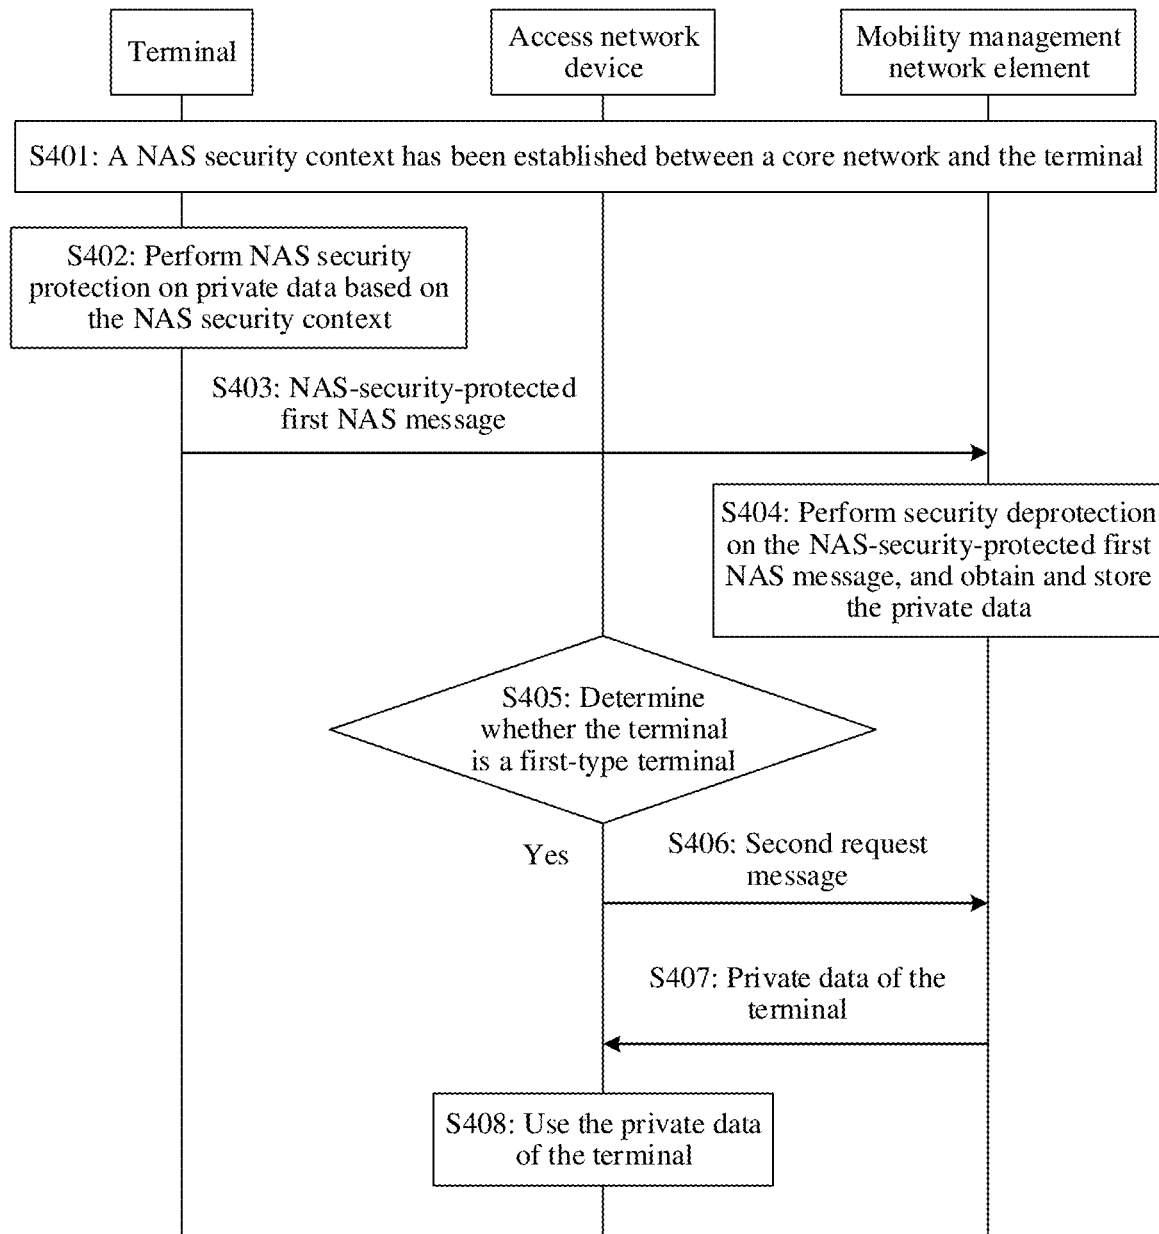 Terminal
Access network
device
Mobility management
network element
S401: A NAS security context has been established between a core network and the terminal
S402: Perform NAS security
protection on private data based on
the NAS security context
S403: NAS-security-protected
first NAS message
S404: Perform security deprotection
on the NAS-security-protected first
NAS message, and obtain and store
the private data
S405: Determine
whether the terminal
is a first-type terminal
Yes
S406: Second request
message
S407: Private data of the
terminal
S408: Use the private data
of the terminal